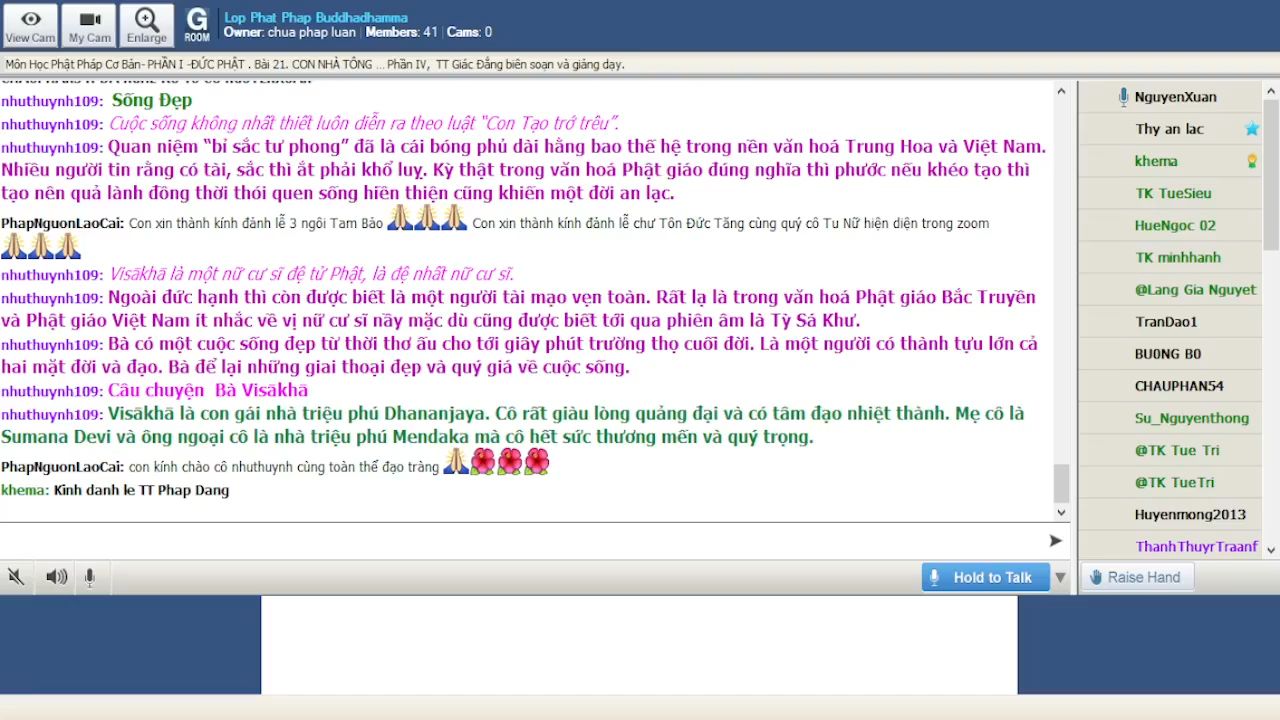 View Cam
My Cam
Enlarge
G
ROOM
Lop Phat Phap Buddhadhamma
Owner: chua phap luan Members: 41 Cams: 0
Môn Học Phật Pháp Cơ Bản- PHẦN I -ĐỨC PHẬT . Bài 21. CON NHÀ TÔNG ... Phần IV, TT Giác Đẳng biên soạn và giảng dạy.
nhuthuynh109: Sống Đẹp
nhuthuynh109: Cuộc sống không nhất thiết luôn diễn ra theo luật “Con Tạo trớ trêu”.
nhuthuynh109: Quan niệm “bỉ sắc tư phong” đã là cái bóng phủ dài hằng bao thế hệ trong nền văn hoá Trung Hoa và Việt Nam.
Nhiều người tin rằng có tài, sắc thì ắt phải khổ luỵ. Kỳ thật trong văn hoá Phật giáo đúng nghĩa thì phước nếu khéo tạo thì
tạo nên quả lành đồng thời thói quen sống hiền thiện cũng khiến một đời an lạc.
PhapNguonLaoCai: Con xin thành kính đảnh lễ 3 ngôi Tam Bảo Con xin thành kính đảnh lễ chư Tôn Đức Tăng cùng quý cô Tu Nữ hiện diện trong zoom
nhuthuynh109: Visākhā là một nữ cư sĩ đệ tử Phật, là đệ nhất nữ cư sĩ.
nhuthuynh109: Ngoài đức hạnh thì còn được biết là một người tài mạo vẹn toàn. Rất lạ là trong văn hoá Phật giáo Bắc Truyền
và Phật giáo Việt Nam ít nhắc về vị nữ cư sĩ nầy mặc dù cũng được biết tới qua phiên âm là Tỳ Sá Khư.
nhuthuynh109: Bà có một cuộc sống đẹp từ thời thơ ấu cho tới giây phút trường thọ cuối đời. Là một người có thành tựu lớn cả
hai mặt đời và đạo. Bà để lại những giai thoại đẹp và quý giá về cuộc sống.
nhuthuynh109: Câu chuyện Bà Visākhā
nhuthuynh109: Visākhā là con gái nhà triệu phú Dhananjaya. Cô rất giàu lòng quảng đại và có tâm đạo nhiệt thành. Mẹ cô là
Sumana Devi và ông ngoại cô là nhà triệu phú Mendaka mà cô hết sức thương mến và quý trọng.
PhapNguonLaoCai: con kính chào cô nhuthuynh cùng toàn thể đạo tràng
khema: Kinh danh le TT Phap Dang
NguyenXuan
Thy an lac
khema
TK TueSieu
HueNgoc 02
TK minhhanh
@Lang Gia Nguyet
TranDao1
BU0NG B0
CHAUPHAN54
Su_Nguyenthong
@TK Tue Tri
@TK TueTri
Huyenmong2013
ThanhThuyrTraanf
Hold to Talk
Raise Hand